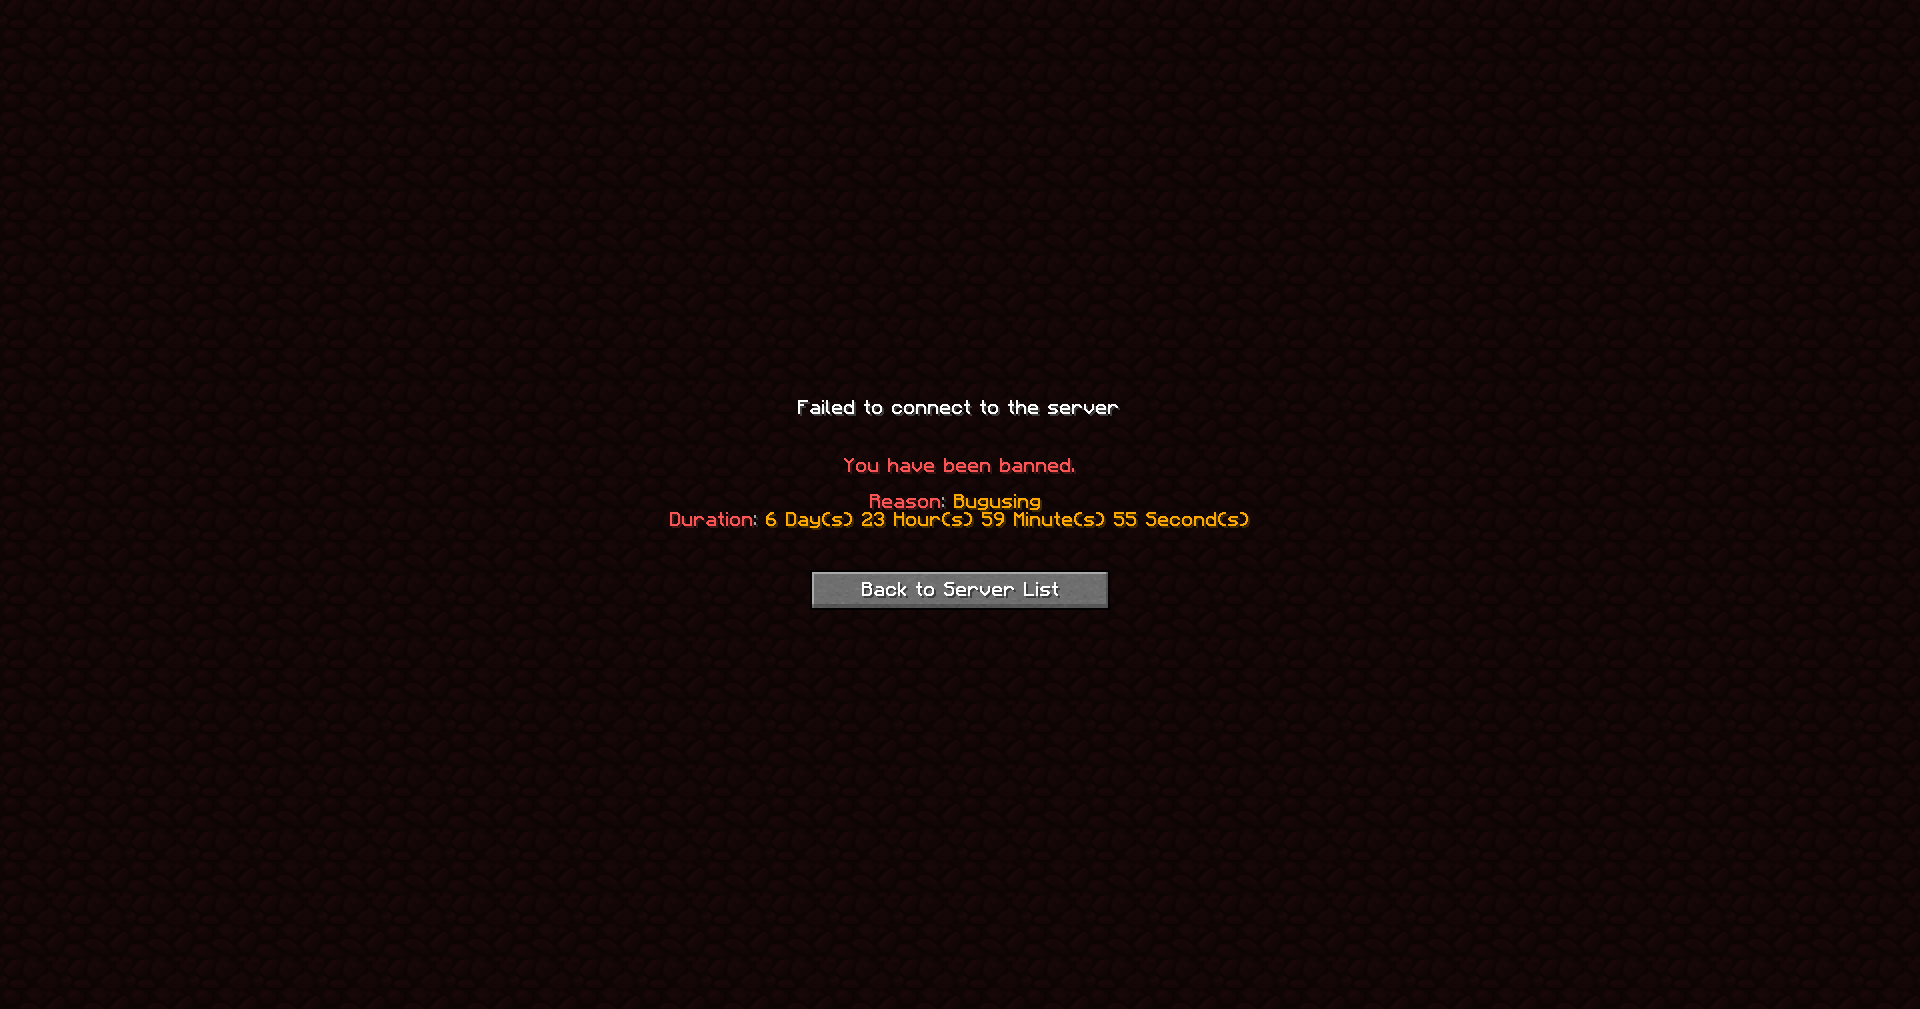 Failed to connect to the server
You have been banned.
Reason: Bugusing
Duration: 6 Day(s) 23 Hour(s) 59 Minute(s) 55 Second(s)
Back to Server List